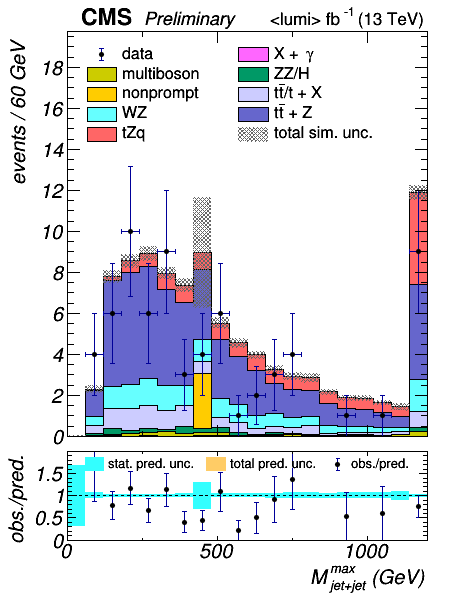 CMS Preliminary <lumi> fb⁻¹ (13 TeV)
events / 60 GeV
18
16
14
12
10
8
6
4
2
0
data
multiboson
nonprompt
WZ
tZq
X + γ
ZZ/H
tt̄/t + X
tt̄ + Z
total sim. unc.
obs./pred.
1.5
1
0.5
0
stat. pred. unc. total pred. unc. obs./pred.
0 500 1000
M^max_jet+jet (GeV)